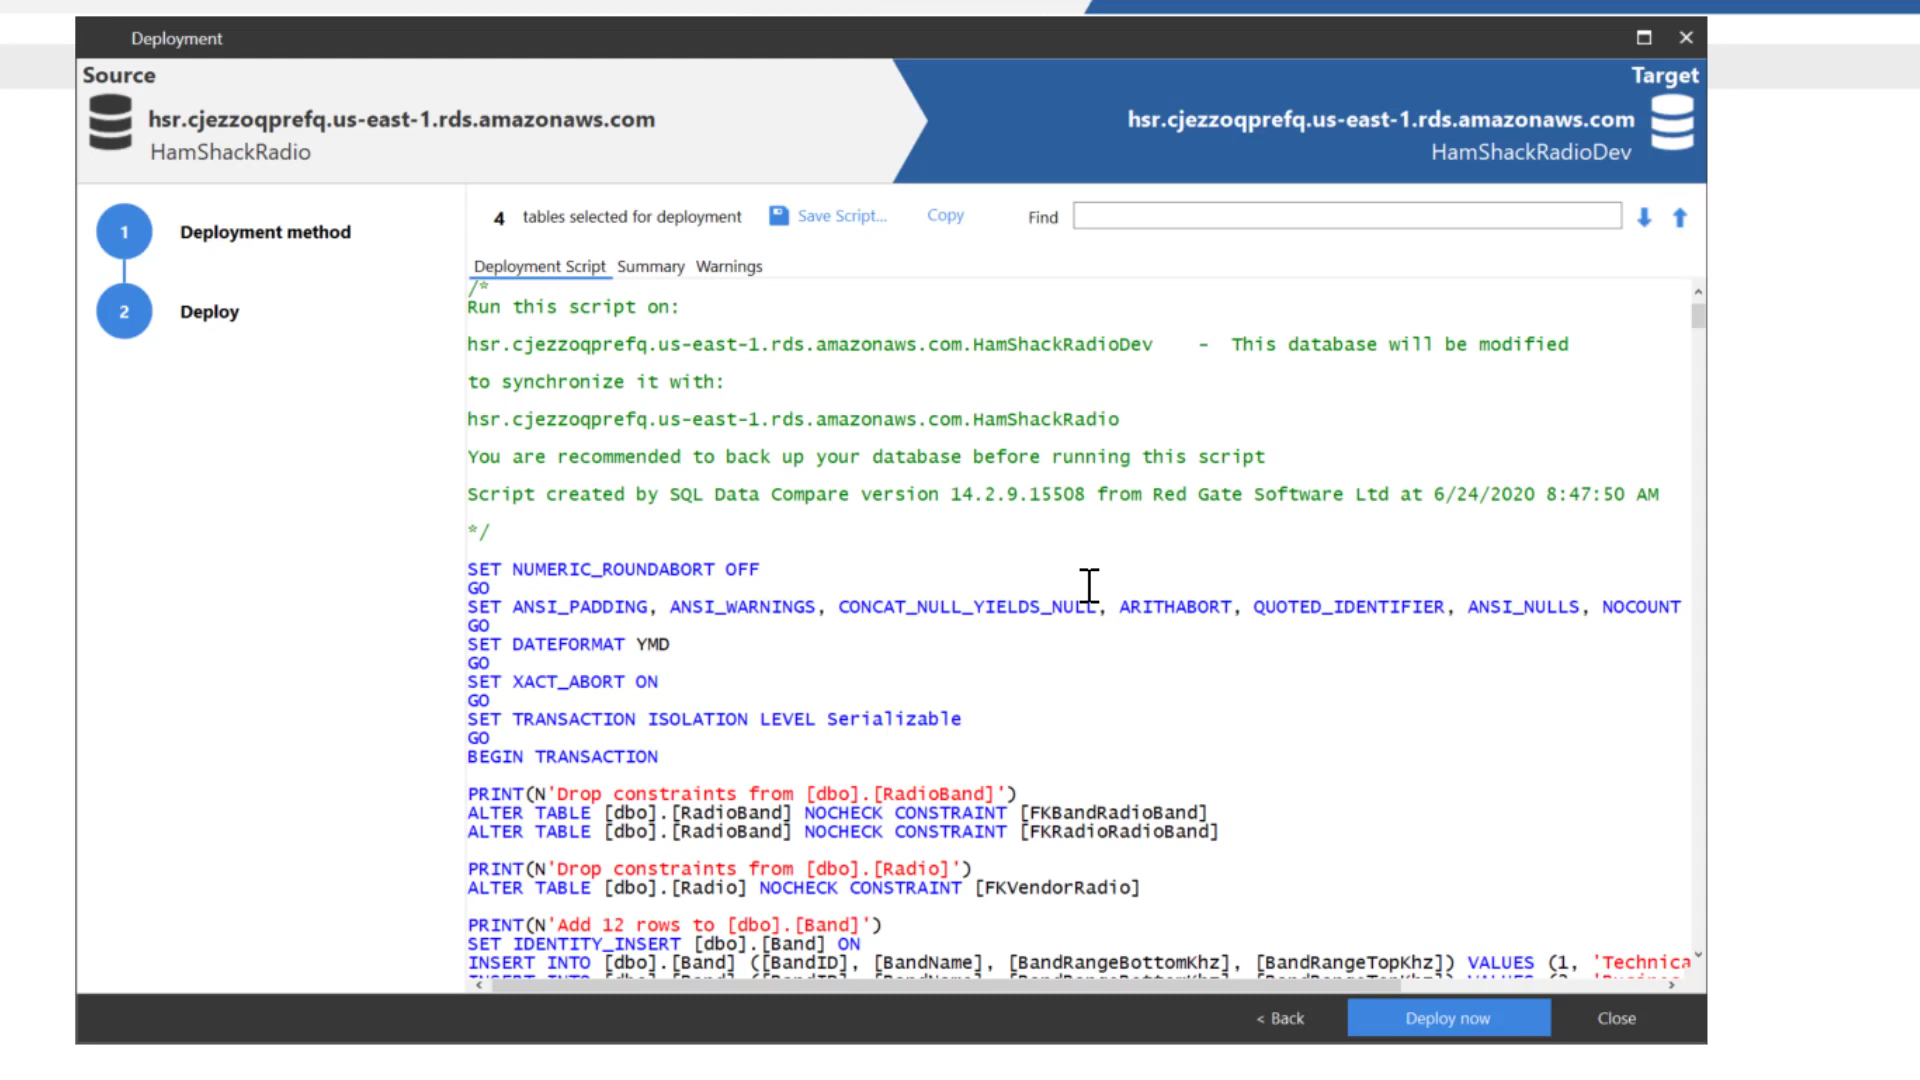 Deployment
Source
Target
hsr.cjezzoqprefq.us-east-1.rds.amazonaws.com
HamShackRadio
hsr.cjezzoqprefq.us-east-1.rds.amazonaws.com
HamShackRadioDev
1 Deployment method
2 Deploy
4 tables selected for deployment Save Script... Copy Find
Deployment Script Summary Warnings
/*
Run this script on:
hsr.cjezzoqprefq.us-east-1.rds.amazonaws.com.HamShackRadioDev - This database will be modified
to synchronize it with:
hsr.cjezzoqprefq.us-east-1.rds.amazonaws.com.HamShackRadio
You are recommended to back up your database before running this script
Script created by SQL Data Compare version 14.2.9.15508 from Red Gate Software Ltd at 6/24/2020 8:47:50 AM
*/
SET NUMERIC_ROUNDABORT OFF
GO
SET ANSI_PADDING, ANSI_WARNINGS, CONCAT_NULL_YIELDS_NULL, ARITHABORT, QUOTED_IDENTIFIER, ANSI_NULLS, NOCOUNT
GO
SET DATEFORMAT YMD
GO
SET XACT_ABORT ON
GO
SET TRANSACTION ISOLATION LEVEL Serializable
GO
BEGIN TRANSACTION
PRINT(N'Drop constraints from [dbo].[RadioBand]')
ALTER TABLE [dbo].[RadioBand] NOCHECK CONSTRAINT [FKBandRadioBand]
ALTER TABLE [dbo].[RadioBand] NOCHECK CONSTRAINT [FKRadioRadioBand]
PRINT(N'Drop constraints from [dbo].[Radio]')
ALTER TABLE [dbo].[Radio] NOCHECK CONSTRAINT [FKVendorRadio]
PRINT(N'Add 12 rows to [dbo].[Band]')
SET IDENTITY_INSERT [dbo].[Band] ON
INSERT INTO [dbo].[Band] ([BandID], [BandName], [BandRangeBottomKhz], [BandRangeTopKhz]) VALUES (1, 'Technica
< Back Deploy now Close